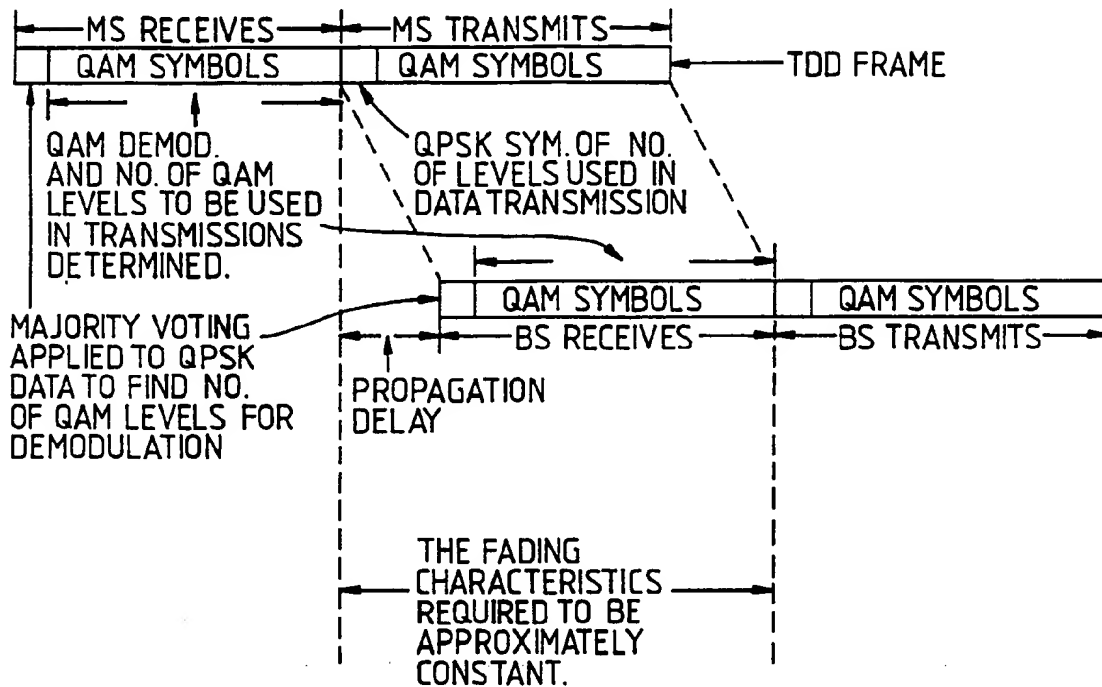 MS RECEIVES
MS TRANSMITS
QAM SYMBOLS
QAM SYMBOLS
TDD FRAME
QAM DEMOD.
AND NO. OF QAM
LEVELS TO BE USED
IN TRANSMISSIONS
DETERMINED.
QPSK SYM. OF NO.
OF LEVELS USED IN
DATA TRANSMISSION
QAM SYMBOLS
QAM SYMBOLS
BS RECEIVES
BS TRANSMITS
MAJORITY VOTING
APPLIED TO QPSK
DATA TO FIND NO.
OF QAM LEVELS FOR
DEMODULATION
PROPAGATION
DELAY
THE FADING
CHARACTERISTICS
REQUIRED TO BE
APPROXIMATELY
CONSTANT.